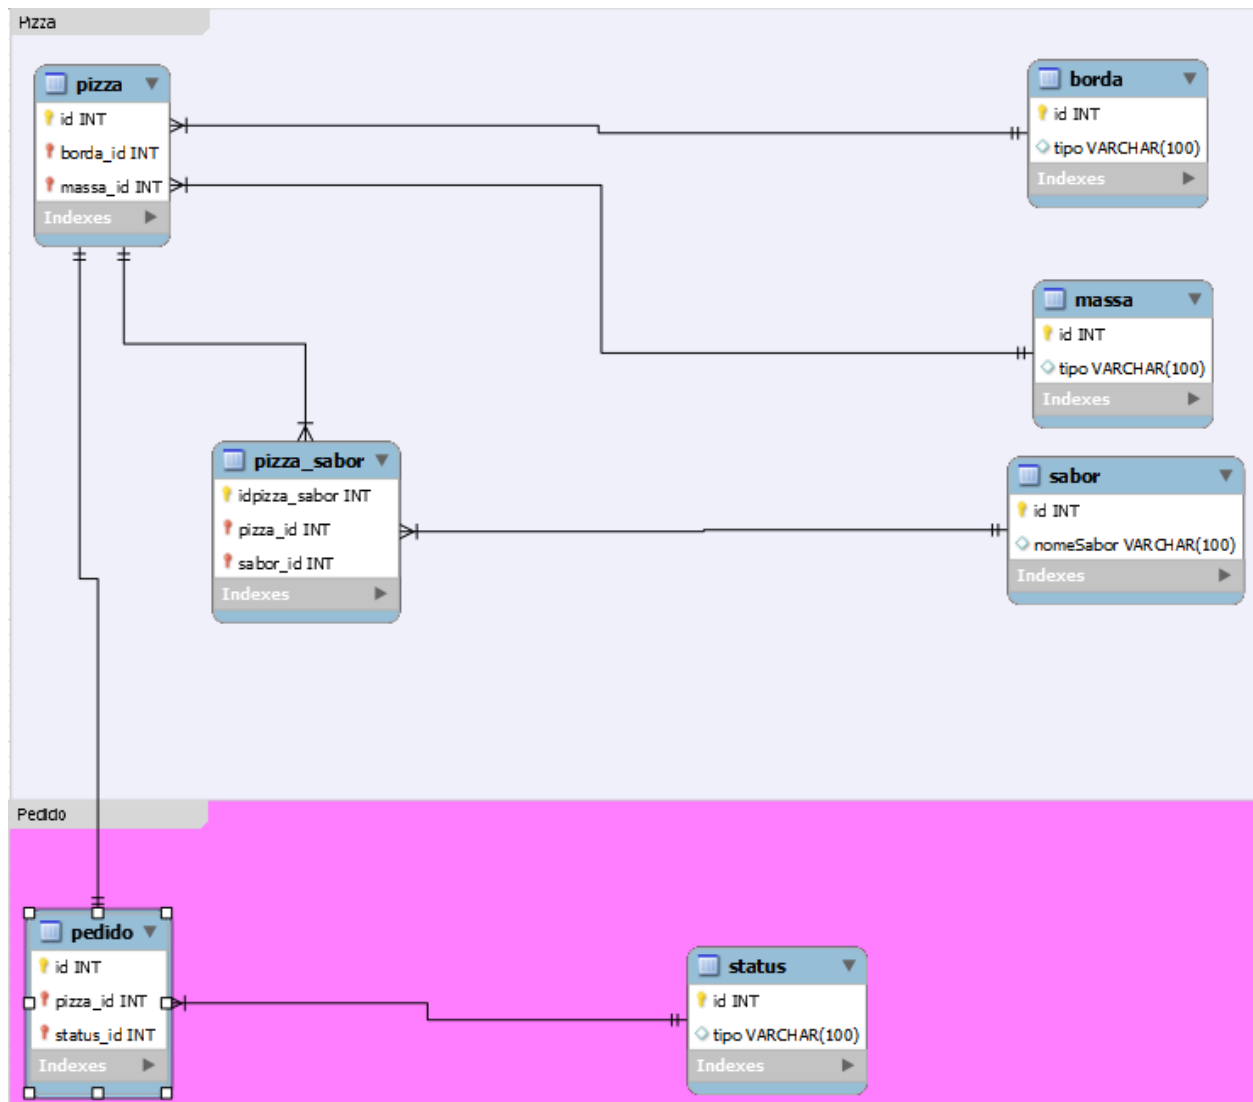 Pizza
pizza
id INT
borda_id INT
massa_id INT
Indexes
borda
id INT
tipo VARCHAR(100)
Indexes
massa
id INT
tipo VARCHAR(100)
Indexes
pizza_sabor
idpizza_sabor INT
pizza_id INT
sabor_id INT
Indexes
sabor
id INT
nomeSabor VARCHAR(100)
Indexes
Pedido
pedido
id INT
pizza_id INT
status_id INT
Indexes
status
id INT
tipo VARCHAR(100)
Indexes